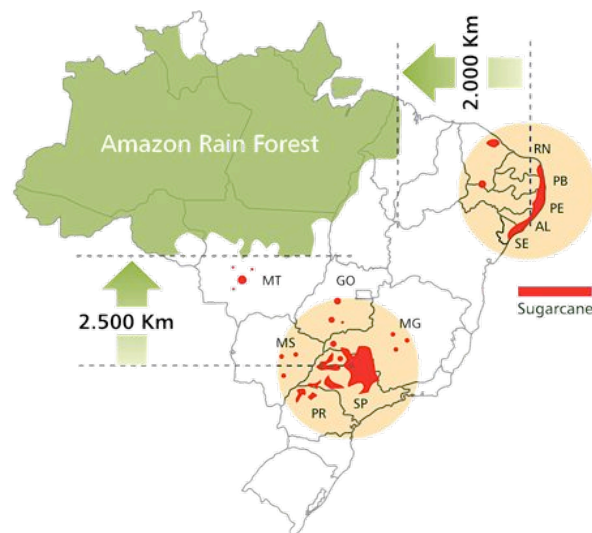 2.000 Km
Amazon Rain Forest
RN
PB
PE
AL
SE
MT
GO
Sugarcane
2.500 Km
MG
MS
SP
PR